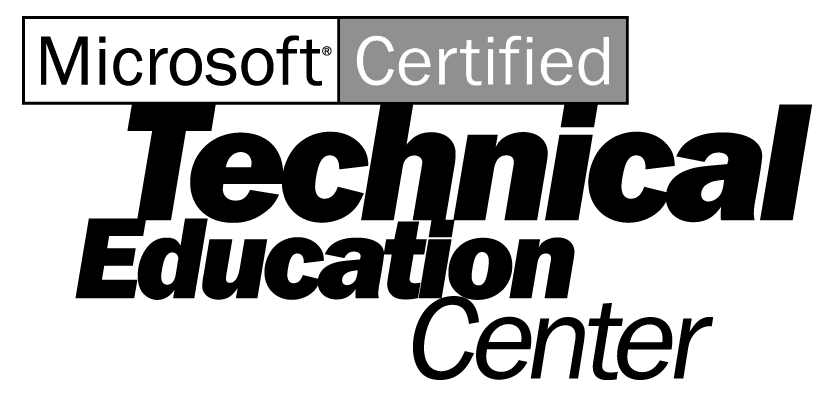 Microsoft® Certified
Technical
Education
Center